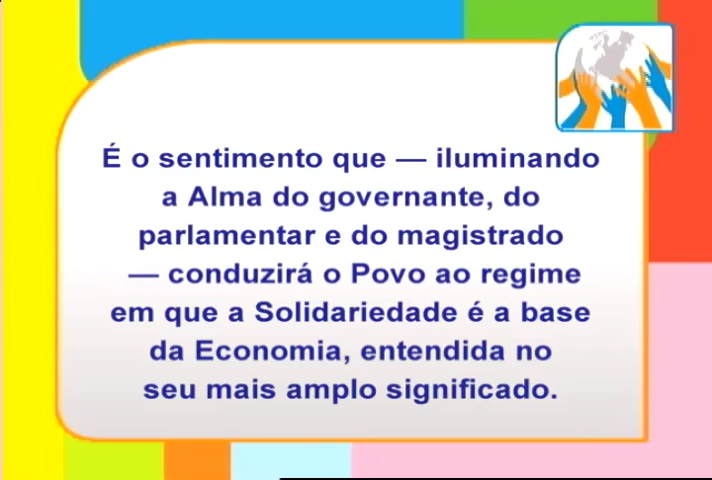 É o sentimento que — iluminando
a Alma do governante, do
parlamentar e do magistrado
— conduzirá o Povo ao regime
em que a Solidariedade é a base
da Economia, entendida no
seu mais amplo significado.